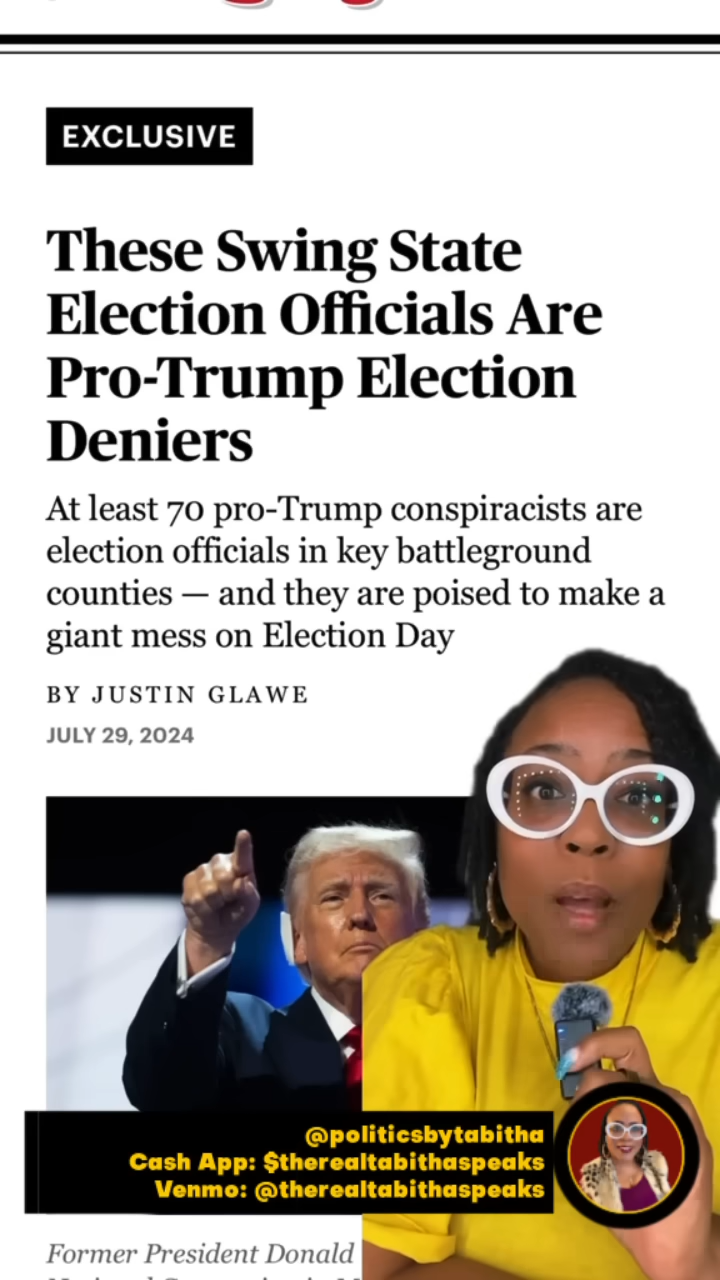 EXCLUSIVE
These Swing State
Election Officials Are
Pro-Trump Election
Deniers
At least 70 pro-Trump conspiracists are
election officials in key battleground
counties — and they are poised to make a
giant mess on Election Day
BY JUSTIN GLAWE
JULY 29, 2024
@politicsbytabitha
Cash App: $therealtabithaspeaks
Venmo: @therealtabithaspeaks
Former President Donald